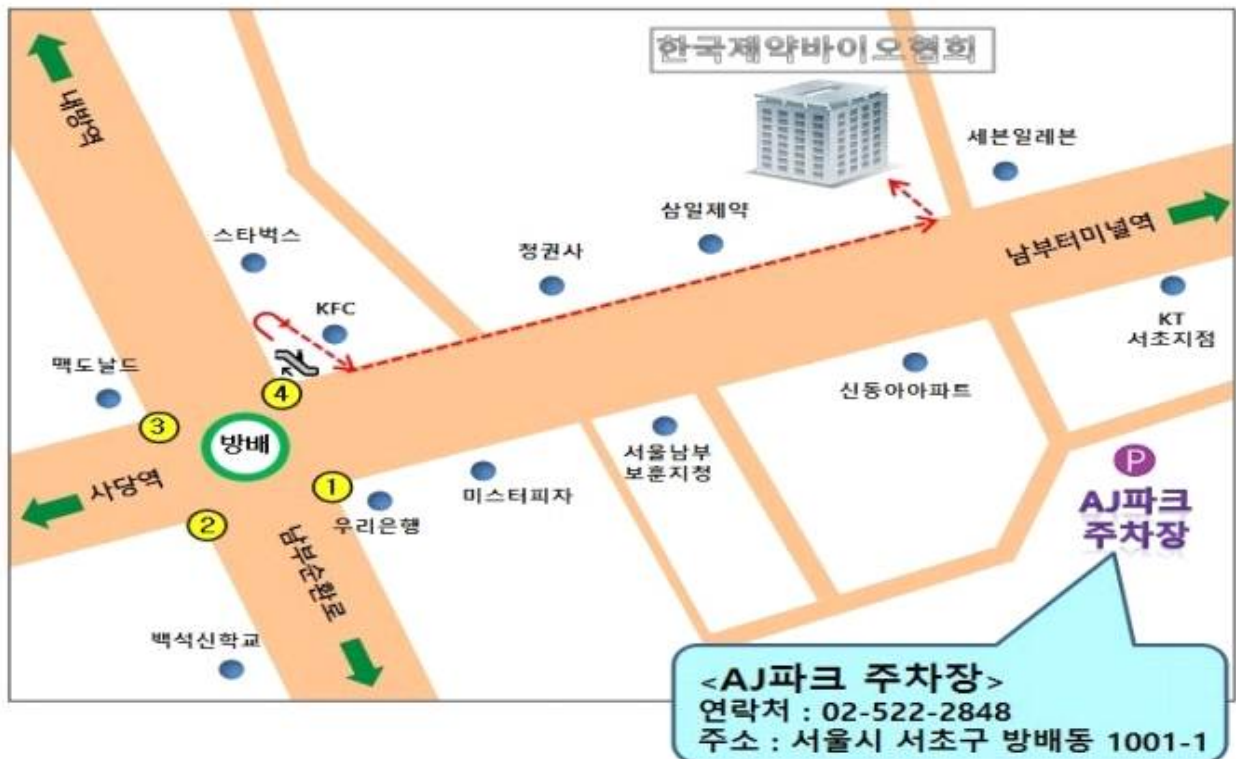 한국제약바이오협회
내방역
세븐일레븐
삼일제약
스타벅스
정권사
남부터미널역
KFC
KT
서초지점
맥도날드
4
신동아아파트
3
방배
서울남부
보훈지청
P
사당역
1
미스터피자
AJ파크
주차장
우리은행
2
남부순환로
백석신학교
<AJ파크 주차장>
연락처 : 02-522-2848
주소 : 서울시 서초구 방배동 1001-1